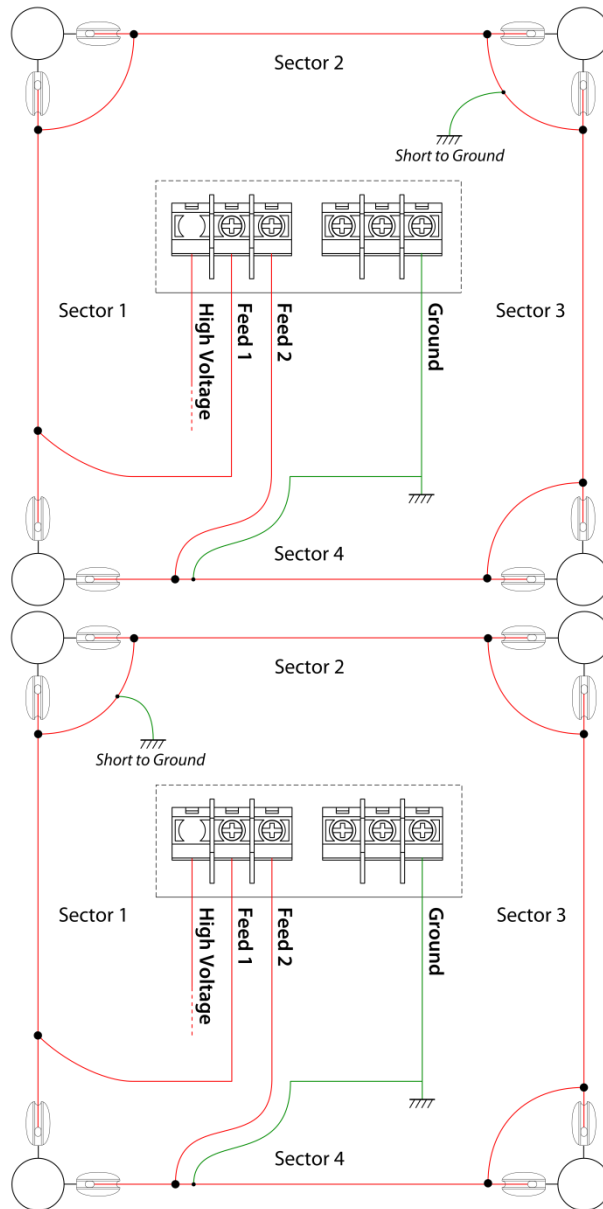 Sector 2
Short to Ground
Sector 1
Sector 3
High Voltage
Feed 1
Feed 2
Ground
Sector 4
Sector 2
Short to Ground
Sector 1
Sector 3
High Voltage
Feed 1
Feed 2
Ground
Sector 4